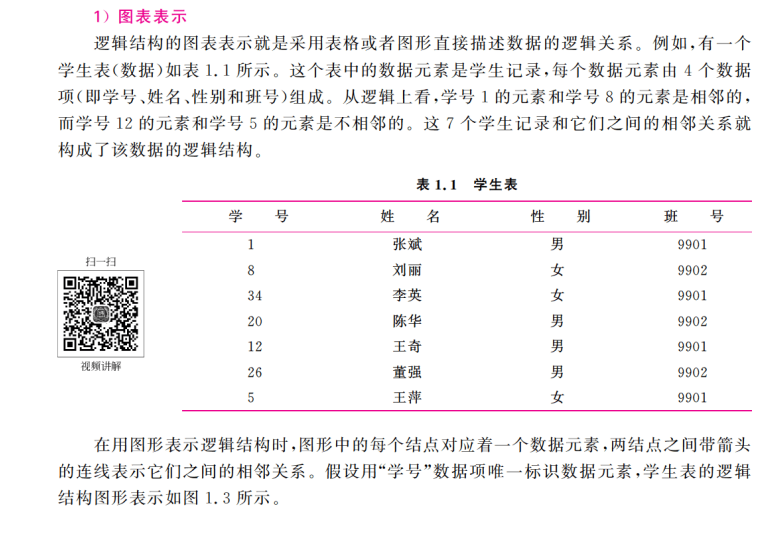 1）图表表示
逻辑结构的图表表示就是采用表格或者图形直接描述数据的逻辑关系。例如,有一个
学生表(数据)如表 1.1 所示。这个表中的数据元素是学生记录,每个数据元素由 4 个数据
项(即学号、姓名、性别和班号)组成。从逻辑上看,学号 1 的元素和学号 8 的元素是相邻的,
而学号 12 的元素和学号 5 的元素是不相邻的。这 7 个学生记录和它们之间的相邻关系就
构成了该数据的逻辑结构。
表 1.1 学生表
学 号 姓 名 性 别 班 号
1 张斌 男 9901
8 刘丽 女 9902
34 李英 女 9901
20 陈华 男 9902
12 王奇 男 9901
26 董强 男 9902
5 王萍 女 9901
扫一扫
视频讲解
在用图形表示逻辑结构时,图形中的每个结点对应着一个数据元素,两结点之间带箭头
的连线表示它们之间的相邻关系。假设用“学号”数据项唯一标识数据元素,学生表的逻辑
结构图形表示如图 1.3 所示。